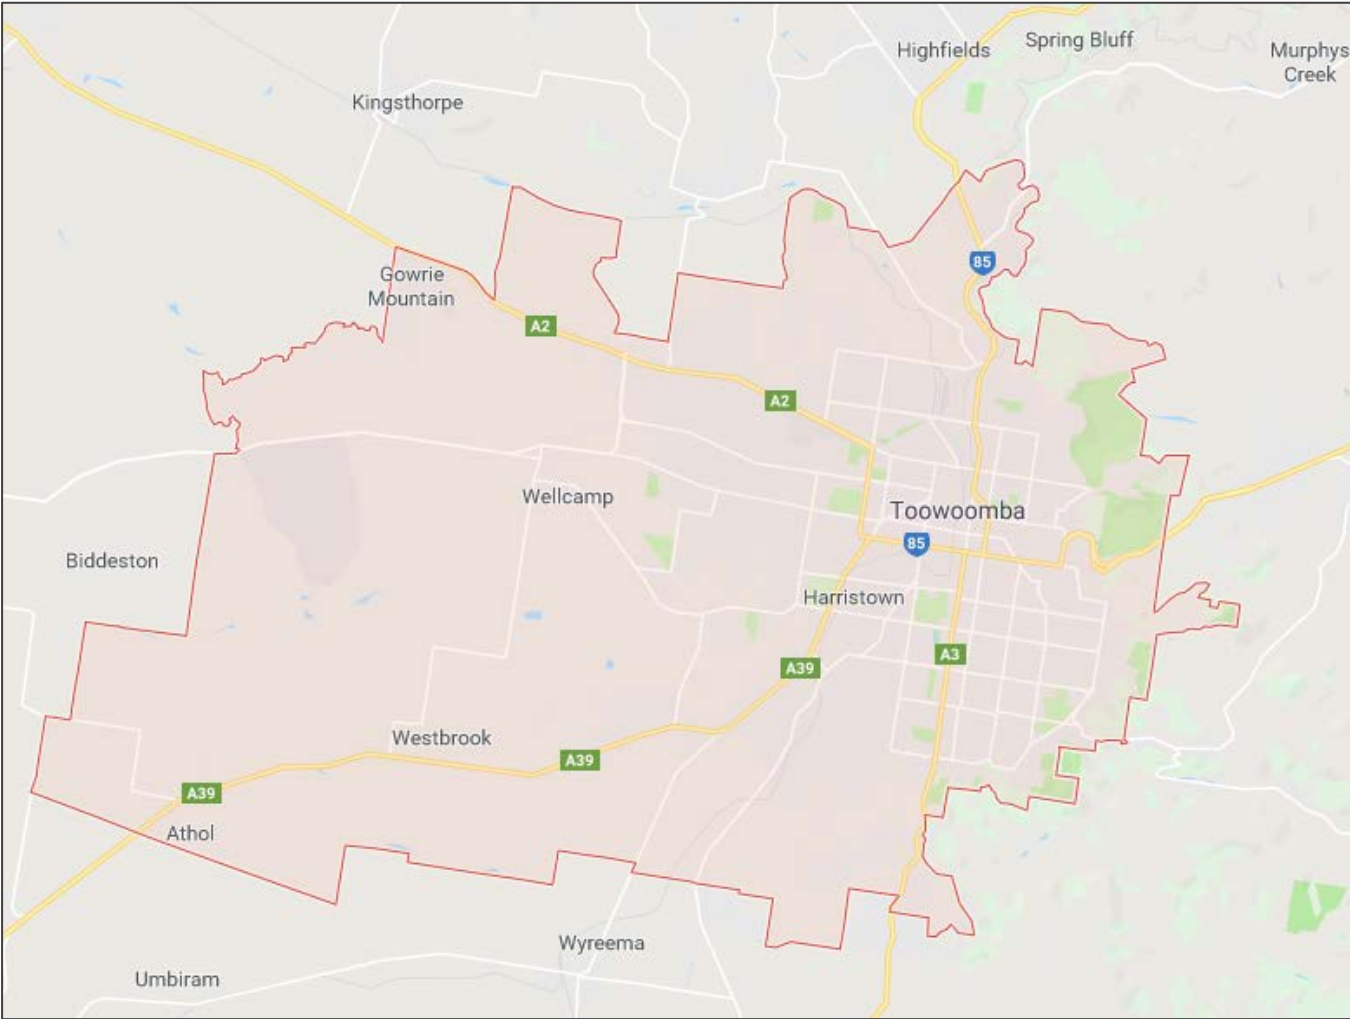 Spring Bluff
Highfields
Murphys
Creek
Kingsthorpe
85
Gowrie
Mountain
A2
A2
Wellcamp
Toowoomba
85
Biddeston
Harristown
A3
A39
Westbrook
A39
A39
Athol
Wyreema
Umbiram